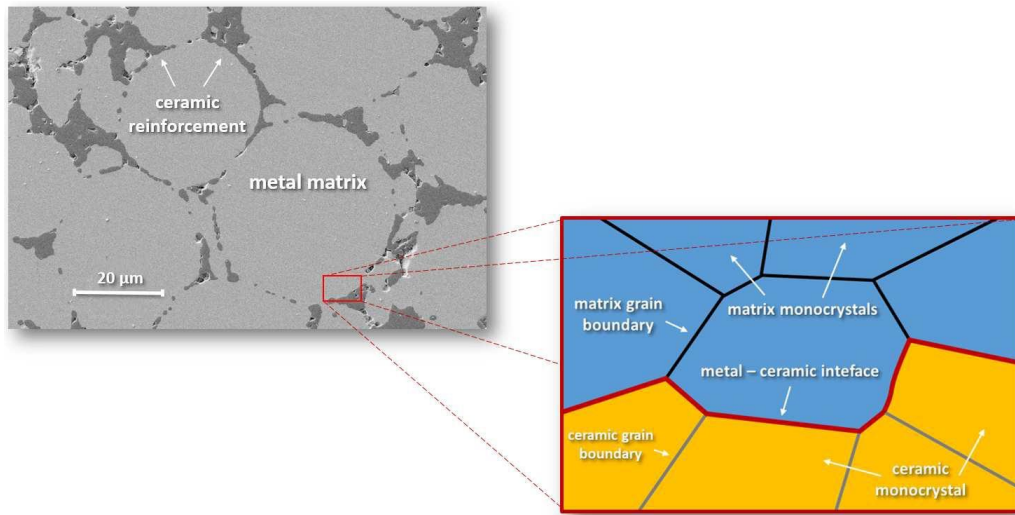 ceramic
reinforcement
metal matrix
20 µm
matrix grain
boundary
matrix monocrystals
metal – ceramic inteface
ceramic grain
boundary
ceramic
monocrystal